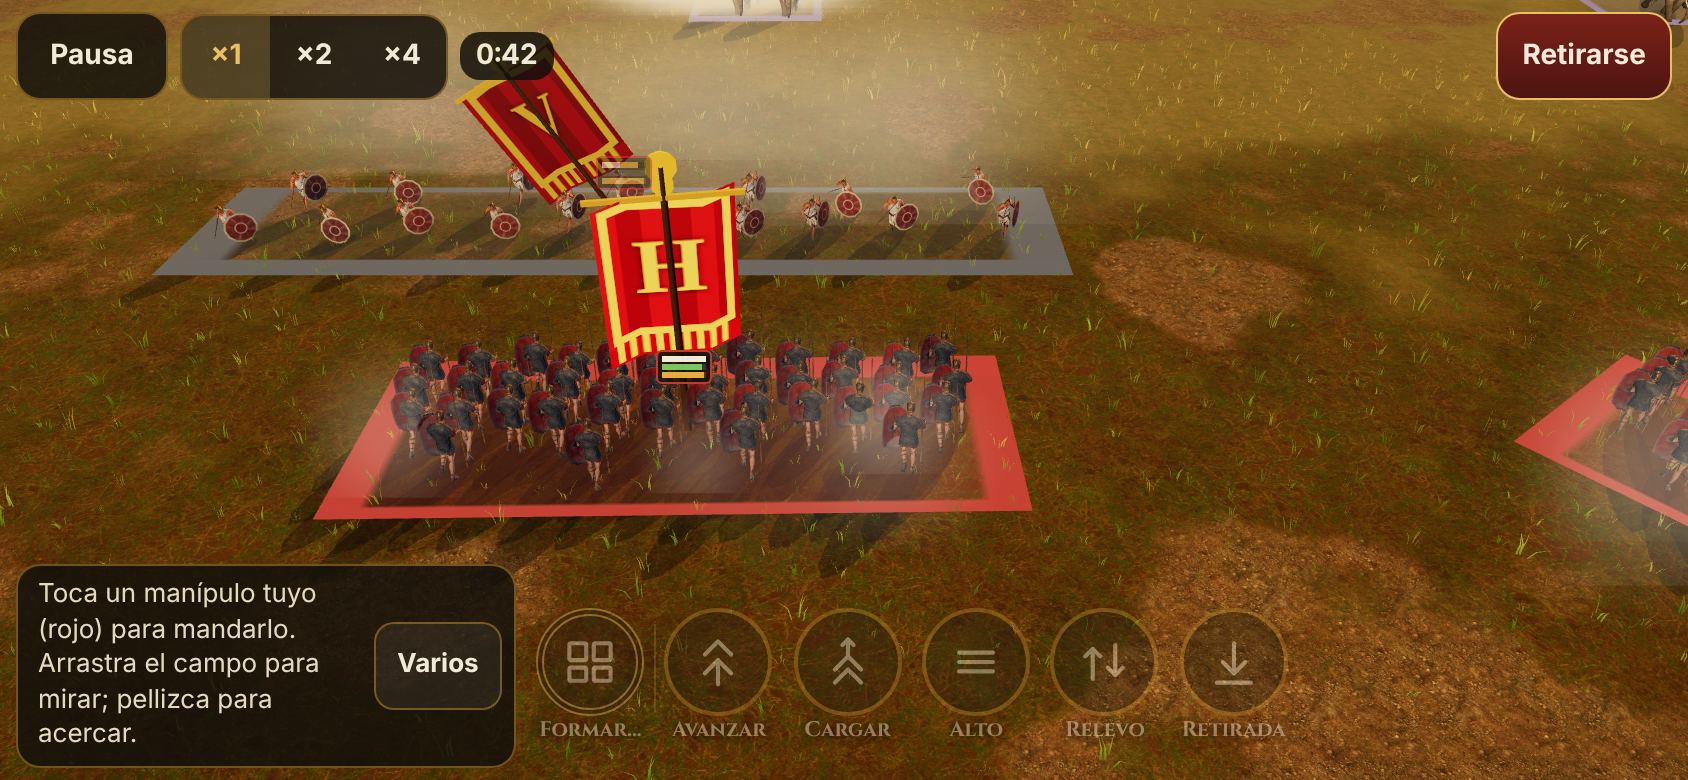 Pausa
×1
×2
×4
0:42
Retirarse
V
H
Toca un manípulo tuyo
(rojo) para mandarlo.
Arrastra el campo para
mirar; pellizca para
acercar.
Varios
FORMAR...
AVANZAR
CARGAR
ALTO
RELEVO
RETIRADA